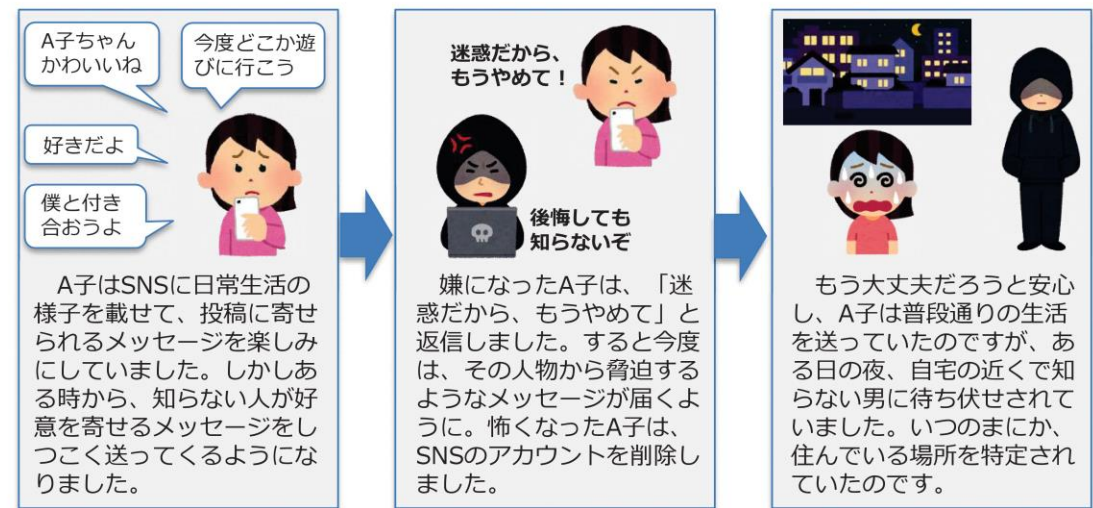 A子ちゃん
かわいいね
今度どこか遊
びに行こう
好きだよ
僕と付き
合おうよ
A子はSNSに日常生活の
様子を載せて、投稿に寄せ
られるメッセージを楽しみ
にしていました。しかしあ
る時から、知らない人が好
意を寄せるメッセージをし
つこく送ってくるようにな
りました。
迷惑だから、
もうやめて！
後悔しても
知らないぞ
嫌になったA子は、「迷
惑だから、もうやめて」と
返信しました。すると今度
は、その人物から脅迫する
ようなメッセージが届くよ
うに。怖くなったA子は、
SNSのアカウントを削除し
ました。
もう大丈夫だろうと安心
し、A子は普段通りの生活
を送っていたのですが、あ
る日の夜、自宅の近くで知
らない男に待ち伏せされて
いました。いつのまにか、
住んでいる場所を特定され
ていたのです。